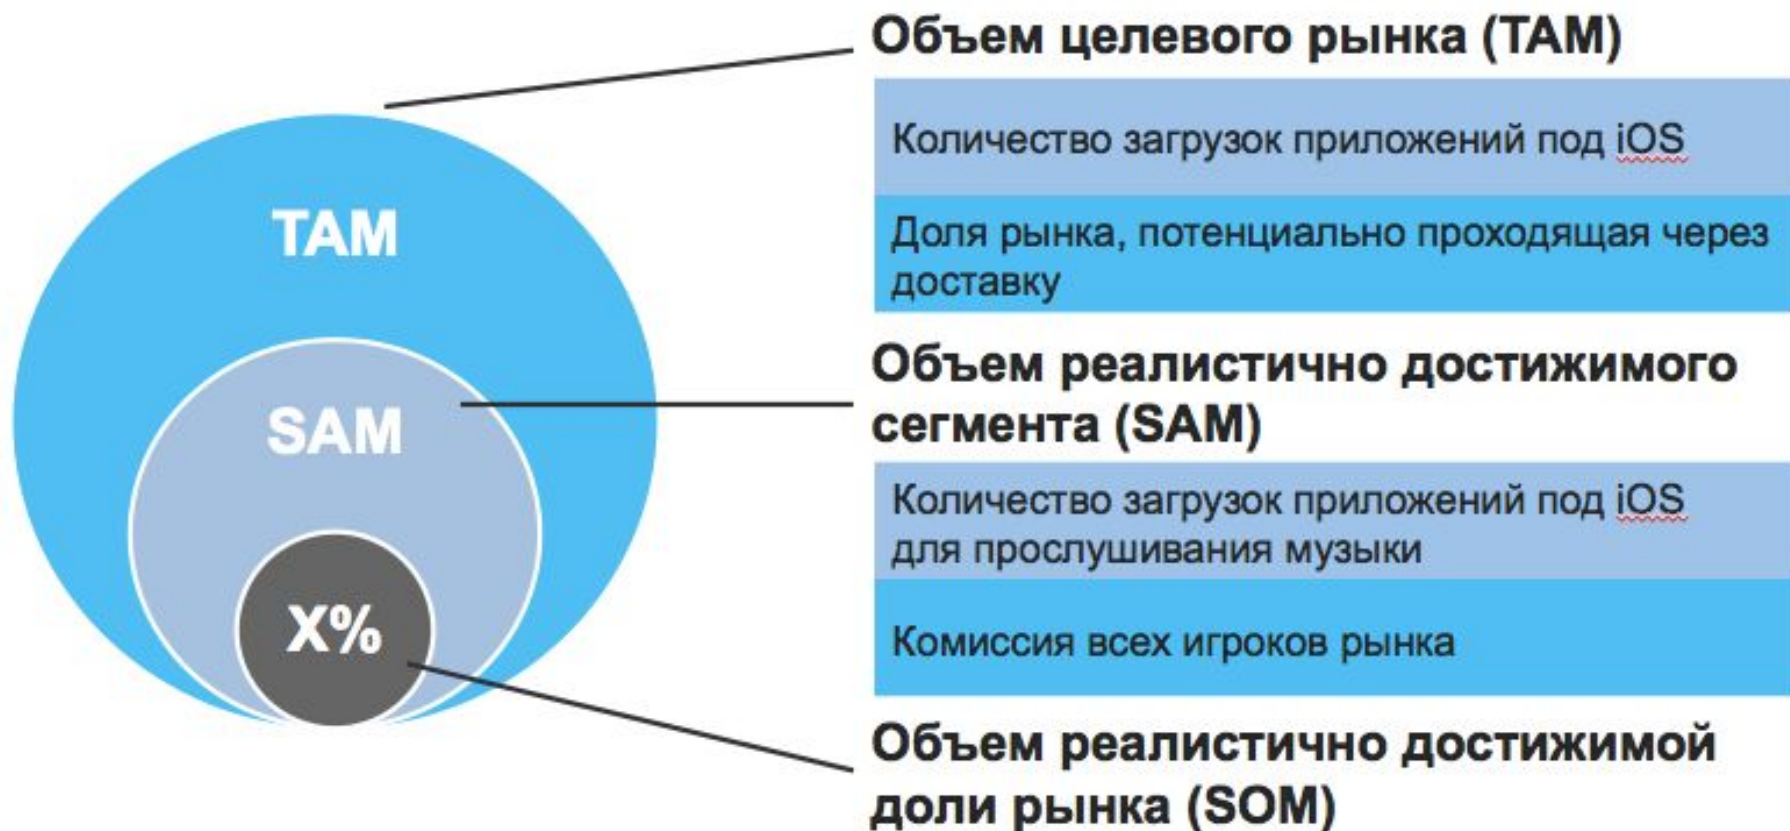 Объем целевого рынка (TAM)
Количество загрузок приложений под iOS
Доля рынка, потенциально проходящая через
доставку
TAM
Объем реалистично достижимого
сегмента (SAM)
SAM
Количество загрузок приложений под iOS
для прослушивания музыки
Комиссия всех игроков рынка
X%
Объем реалистично достижимой
доли рынка (SOM)